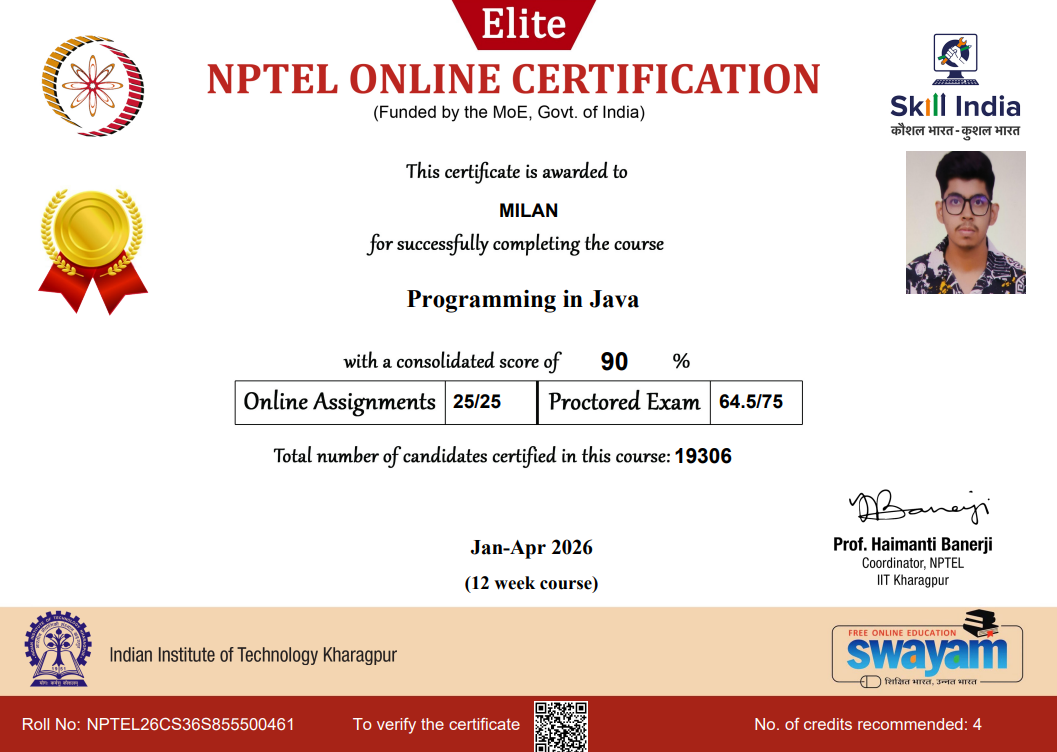 Elite
NPTEL ONLINE CERTIFICATION
(Funded by the MoE, Govt. of India)
Skill India
कौशल भारत - कुशल भारत
This certificate is awarded to
MILAN
for successfully completing the course
Programming in Java
with a consolidated score of 90 %
Online Assignments 25/25 Proctored Exam 64.5/75
Total number of candidates certified in this course: 19306
Jan-Apr 2026
(12 week course)
Prof. Haimanti Banerji
Coordinator, NPTEL
IIT Kharagpur
Indian Institute of Technology Kharagpur
FREE ONLINE EDUCATION
swayam
शिक्षित भारत, उन्नत भारत
Roll No: NPTEL26CS36S855500461
To verify the certificate
No. of credits recommended: 4